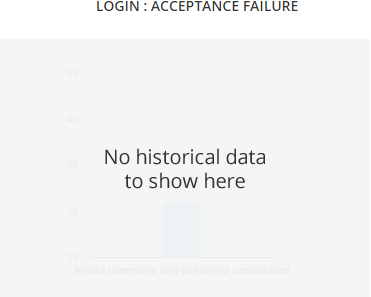 LOGIN : ACCEPTANCE FAILURE
50
40
30
No historical data
to show here
20
10
Invalid username and password combination